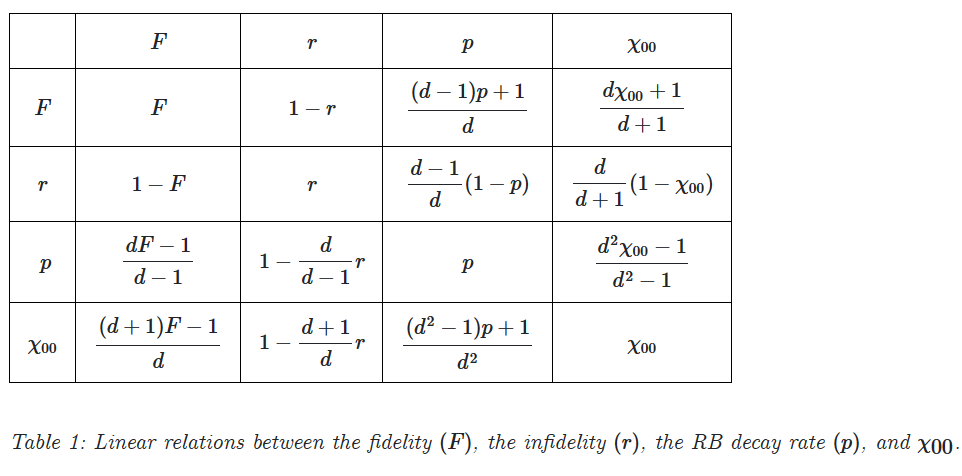 F r p χ₀₀
F F 1 − r ((d − 1)p + 1)/d (dχ₀₀ + 1)/(d + 1)
r 1 − F r (d − 1)/d (1 − p) d/(d + 1) (1 − χ₀₀)
p (dF − 1)/(d − 1) 1 − d/(d − 1) r p (d²χ₀₀ − 1)/(d² − 1)
χ₀₀ ((d + 1)F − 1)/d 1 − (d + 1)/d r ((d² − 1)p + 1)/d² χ₀₀
Table 1: Linear relations between the fidelity (F), the infidelity (r), the RB decay rate (p), and χ₀₀.